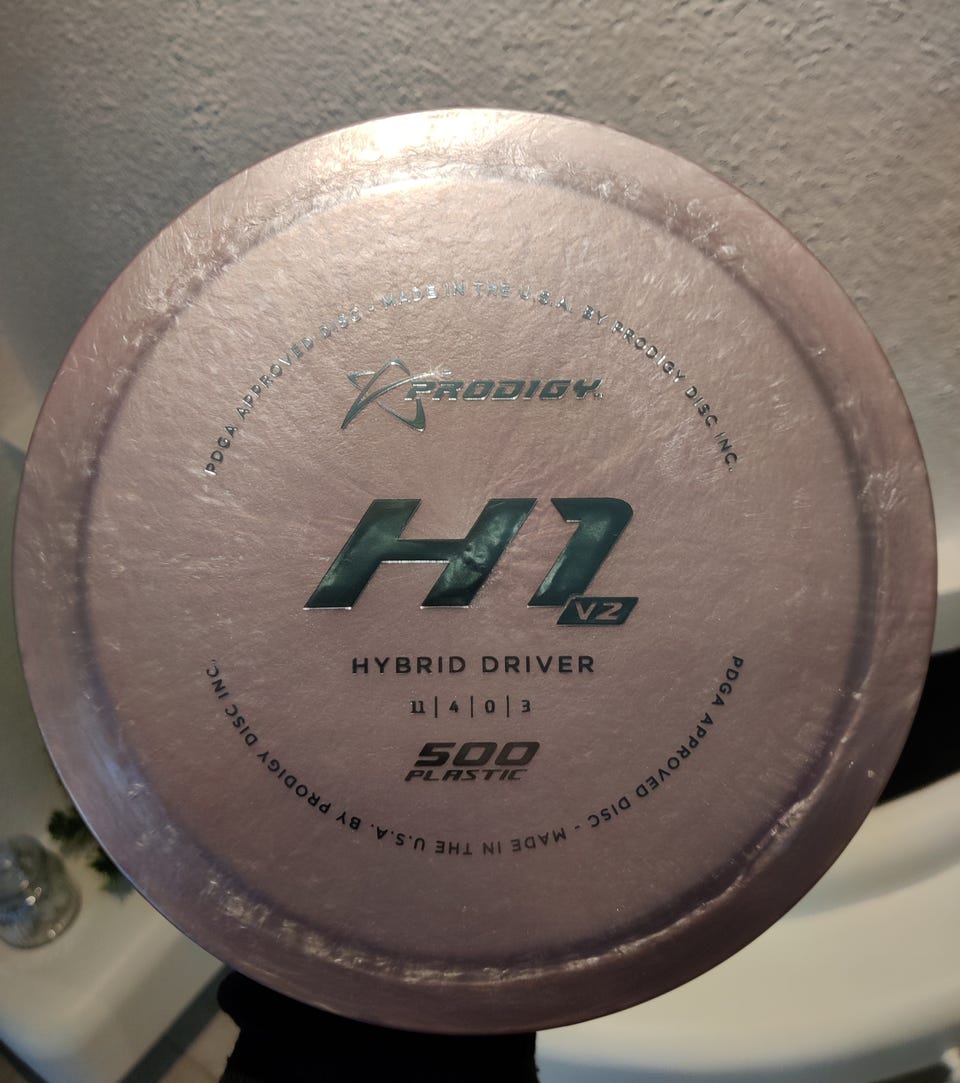 PDGA APPROVED DISC - MADE IN THE U.S.A. BY PRODIGY DISC INC.
PRODIGY
H1
V2
HYBRID DRIVER
11 | 4 | 0 | 3
500
PLASTIC
PDGA APPROVED DISC - MADE IN THE U.S.A. BY PRODIGY DISC INC.